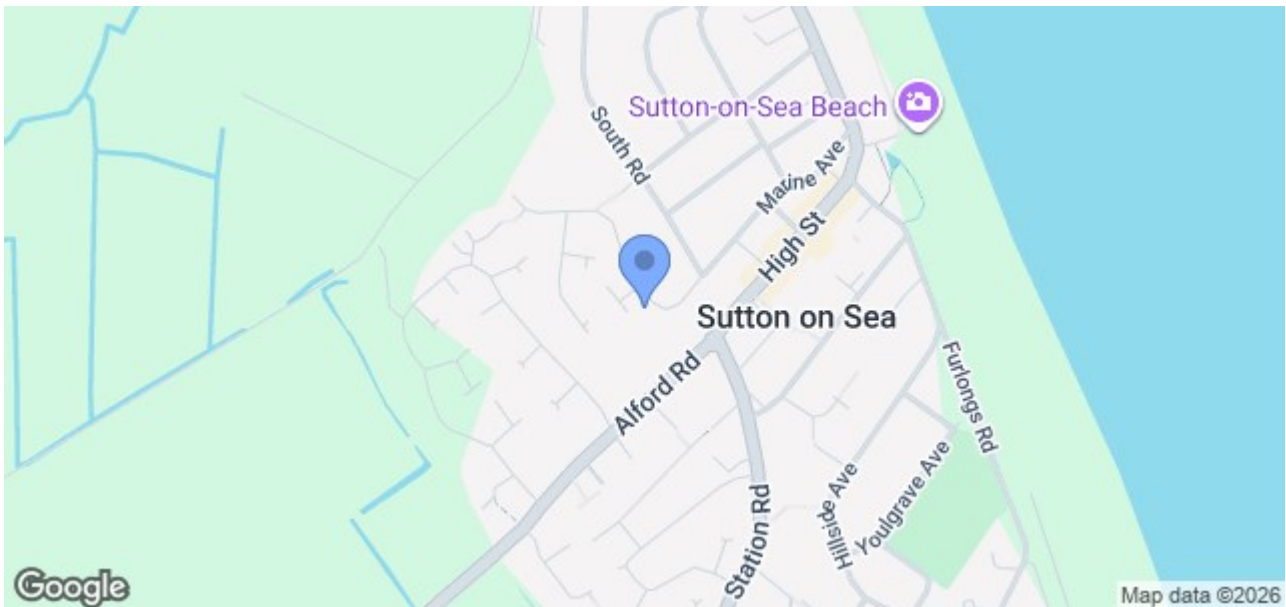 Sutton-on-Sea Beach
South Rd
Marine Ave
High St
Sutton on Sea
Alford Rd
Furlongs Rd
Hillside Ave
Youlgrave Ave
Station Rd
Google
Map data ©2026